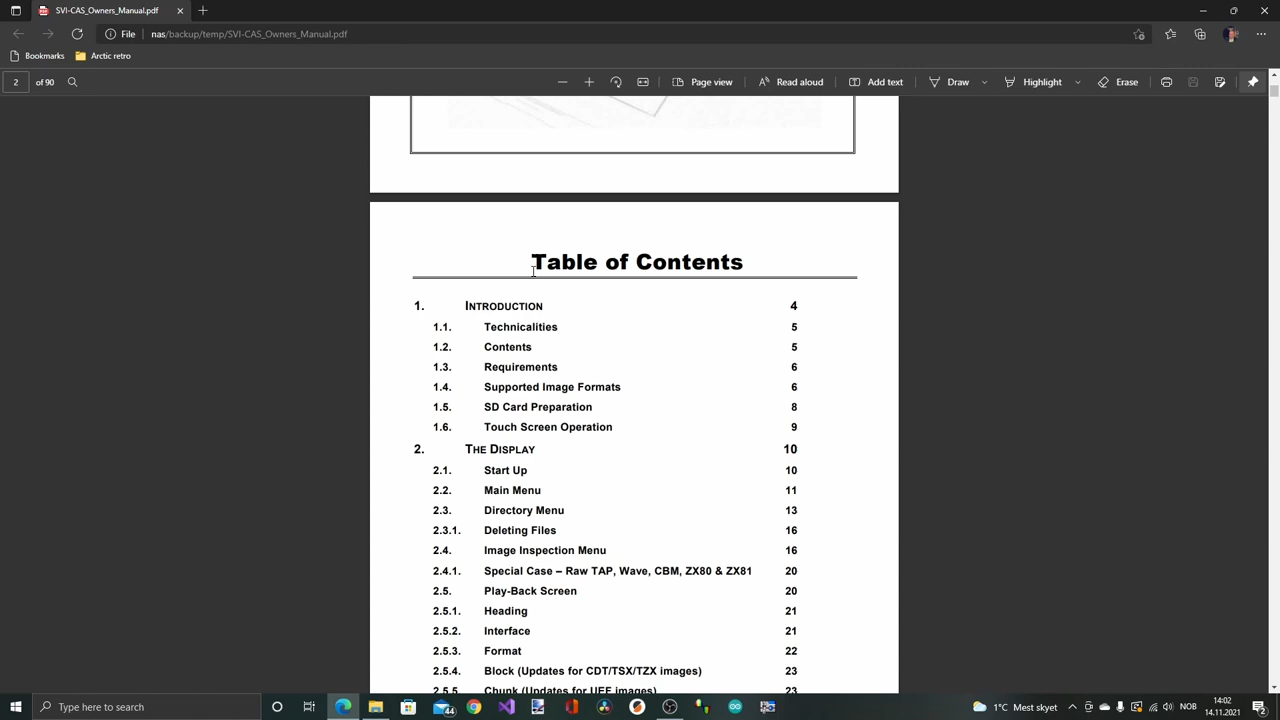 SVI-CAS_Owners_Manual.pdf
File
nas/backup/temp/SVI-CAS_Owners_Manual.pdf
Bookmarks
Arctic retro
2 of 90
Page view
Read aloud
Add text
Draw
Highlight
Erase
Table of Contents
1. INTRODUCTION 4
1.1. Technicalities 5
1.2. Contents 5
1.3. Requirements 6
1.4. Supported Image Formats 6
1.5. SD Card Preparation 8
1.6. Touch Screen Operation 9
2. THE DISPLAY 10
2.1. Start Up 10
2.2. Main Menu 11
2.3. Directory Menu 13
2.3.1. Deleting Files 16
2.4. Image Inspection Menu 16
2.4.1. Special Case – Raw TAP, Wave, CBM, ZX80 & ZX81 20
2.5. Play-Back Screen 20
2.5.1. Heading 21
2.5.2. Interface 21
2.5.3. Format 22
2.5.4. Block (Updates for CDT/TSX/TZX images) 23
2.5.5. Chunk (Updates for UEF images) 23
Type here to search
4
1°C Mest skyet
NOB
14:02
14.11.2021